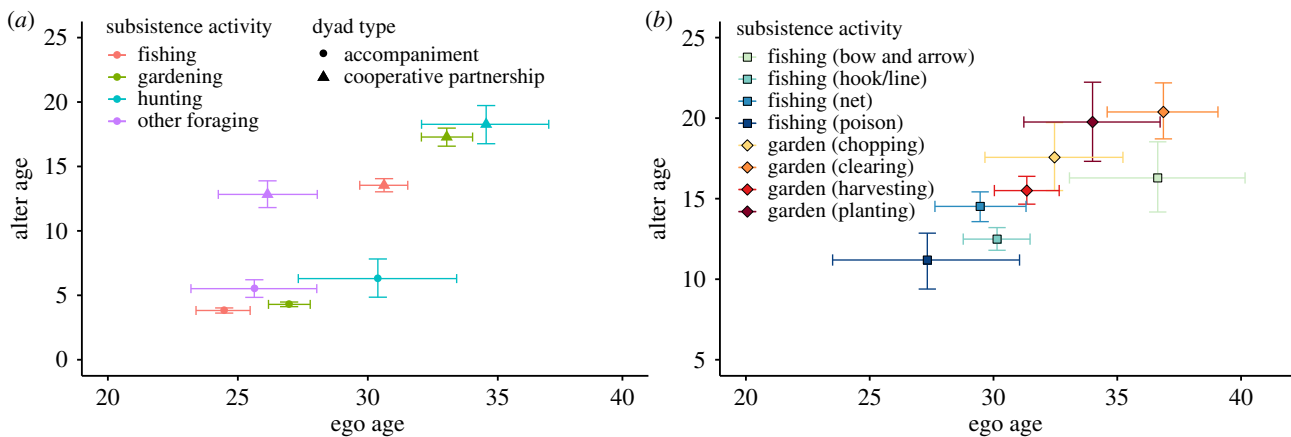 (a)
subsistence activity
fishing
gardening
hunting
other foraging
dyad type
accompaniment
cooperative partnership
alter age
25
20
15
10
5
0
20
25
30
35
40
ego age
(b)
subsistence activity
fishing (bow and arrow)
fishing (hook/line)
fishing (net)
fishing (poison)
garden (chopping)
garden (clearing)
garden (harvesting)
garden (planting)
alter age
25
20
15
10
5
20
25
30
35
40
ego age